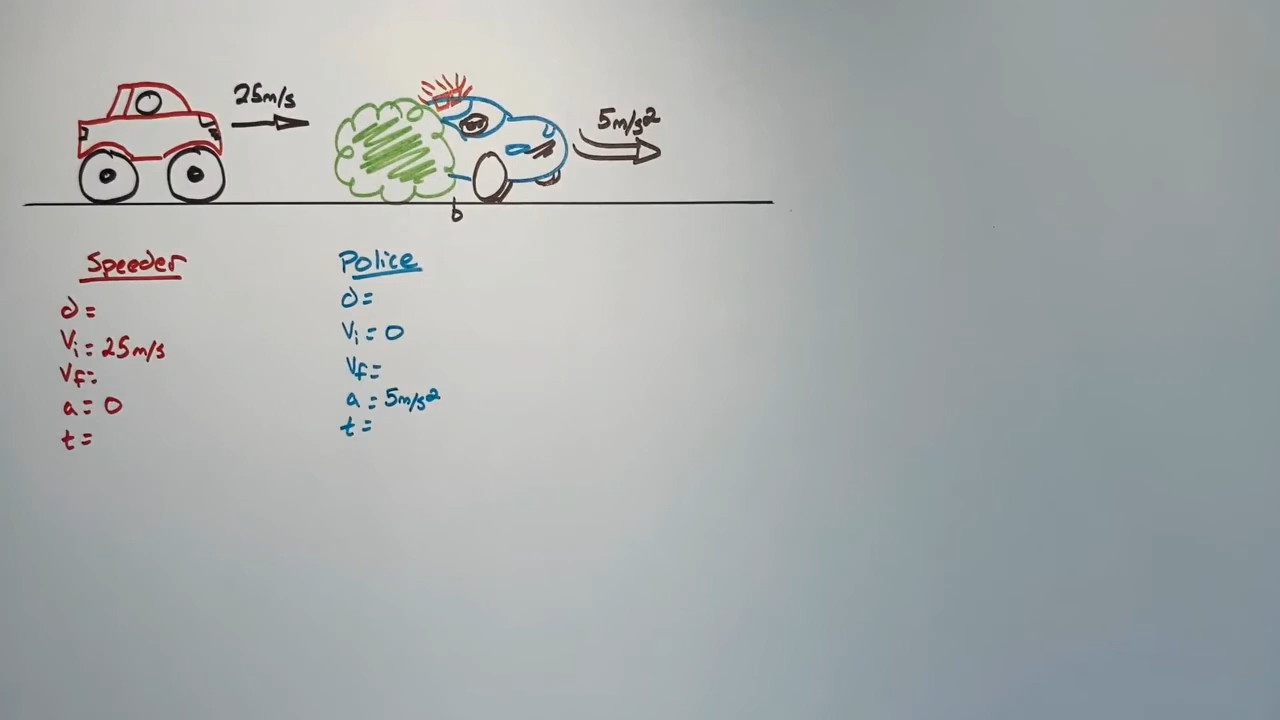 25m/s
5m/s²
b
Speeder
d =
Vi = 25m/s
Vf =
a = 0
t =
Police
d =
Vi = 0
Vf =
a = 5m/s²
t =